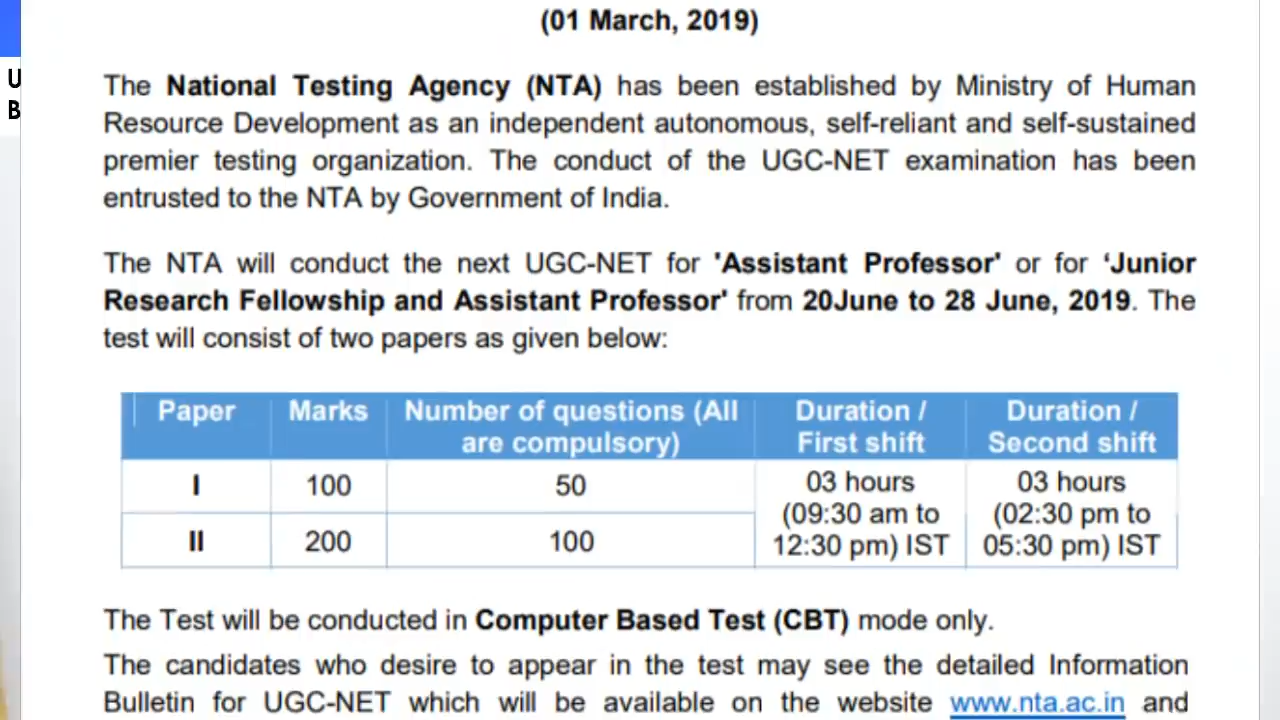 (01 March, 2019)
U
B
The National Testing Agency (NTA) has been established by Ministry of Human
Resource Development as an independent autonomous, self-reliant and self-sustained
premier testing organization. The conduct of the UGC-NET examination has been
entrusted to the NTA by Government of India.
The NTA will conduct the next UGC-NET for 'Assistant Professor' or for ‘Junior
Research Fellowship and Assistant Professor' from 20June to 28 June, 2019. The
test will consist of two papers as given below:
Paper Marks Number of questions (All are compulsory) Duration / First shift Duration / Second shift
I 100 50 03 hours (09:30 am to 12:30 pm) IST 03 hours (02:30 pm to 05:30 pm) IST
II 200 100
The Test will be conducted in Computer Based Test (CBT) mode only.
The candidates who desire to appear in the test may see the detailed Information
Bulletin for UGC-NET which will be available on the website www.nta.ac.in and